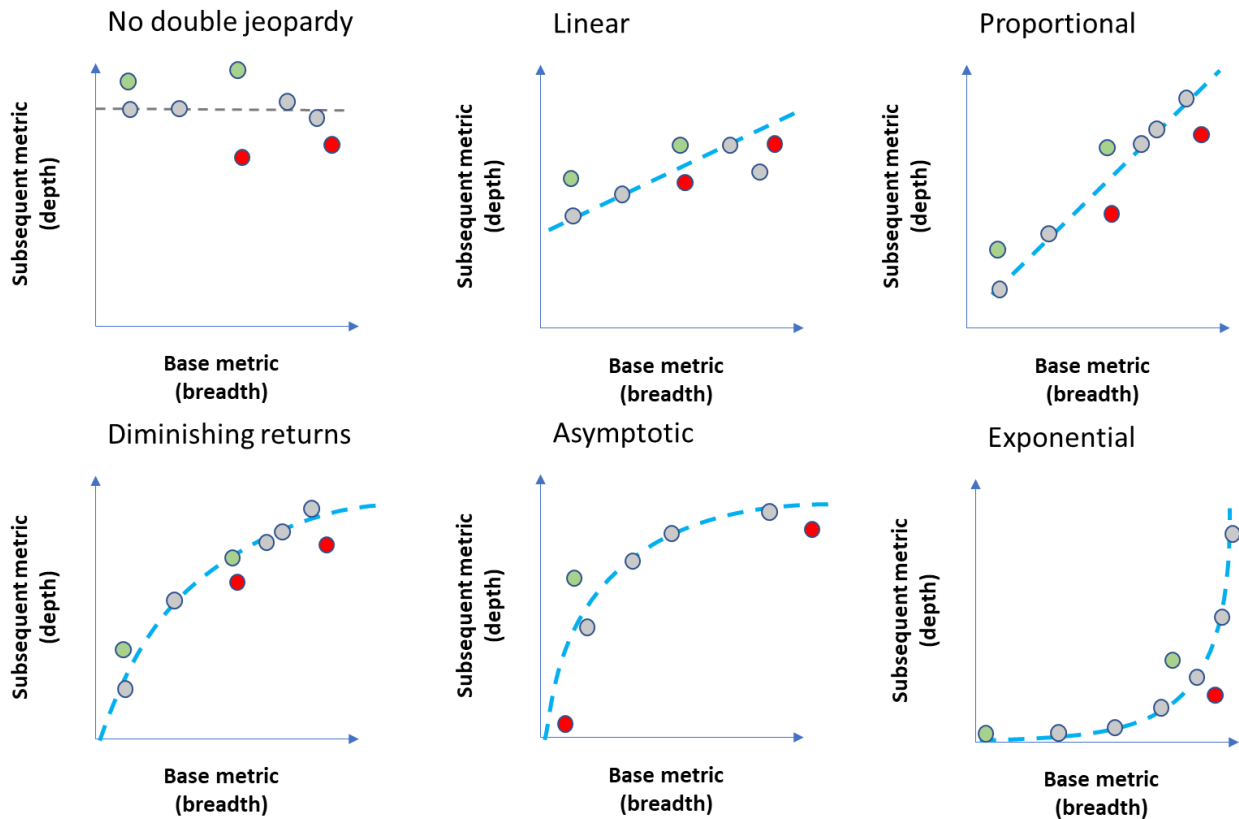 No double jeopardy
Subsequent metric
(depth)
Base metric
(breadth)
Linear
Subsequent metric
(depth)
Base metric
(breadth)
Proportional
Subsequent metric
(depth)
Base metric
(breadth)
Diminishing returns
Subsequent metric
(depth)
Base metric
(breadth)
Asymptotic
Subsequent metric
(depth)
Base metric
(breadth)
Exponential
Subsequent metric
(depth)
Base metric
(breadth)